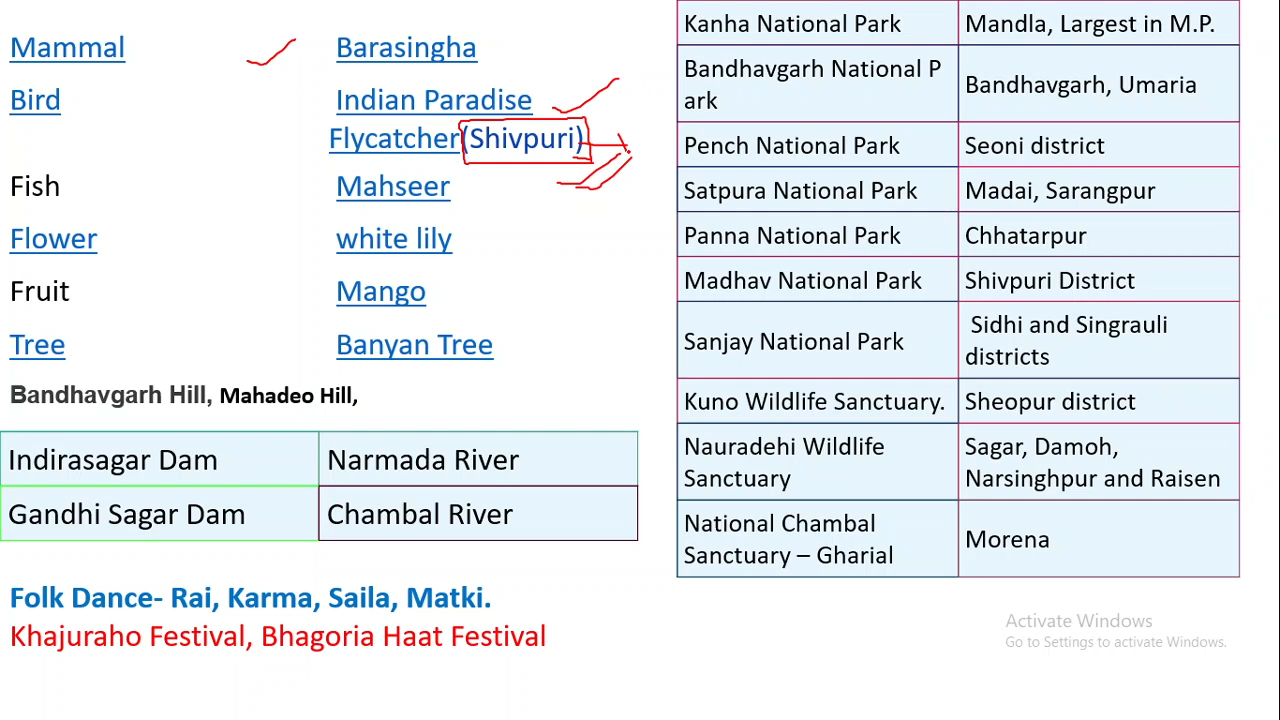 Mammal Barasingha
Bird Indian Paradise
Flycatcher(Shivpuri)
Fish Mahseer
Flower white lily
Fruit Mango
Tree Banyan Tree
Bandhavgarh Hill, Mahadeo Hill,
Indirasagar Dam Narmada River
Gandhi Sagar Dam Chambal River
Folk Dance- Rai, Karma, Saila, Matki.
Khajuraho Festival, Bhagoria Haat Festival
Kanha National Park Mandla, Largest in M.P.
Bandhavgarh National P
ark
Bandhavgarh, Umaria
Pench National Park Seoni district
Satpura National Park Madai, Sarangpur
Panna National Park Chhatarpur
Madhav National Park Shivpuri District
Sanjay National Park
Sidhi and Singrauli
districts
Kuno Wildlife Sanctuary. Sheopur district
Nauradehi Wildlife
Sanctuary
Sagar, Damoh,
Narsinghpur and Raisen
National Chambal
Sanctuary – Gharial
Morena
Activate Windows
Go to Settings to activate Windows.